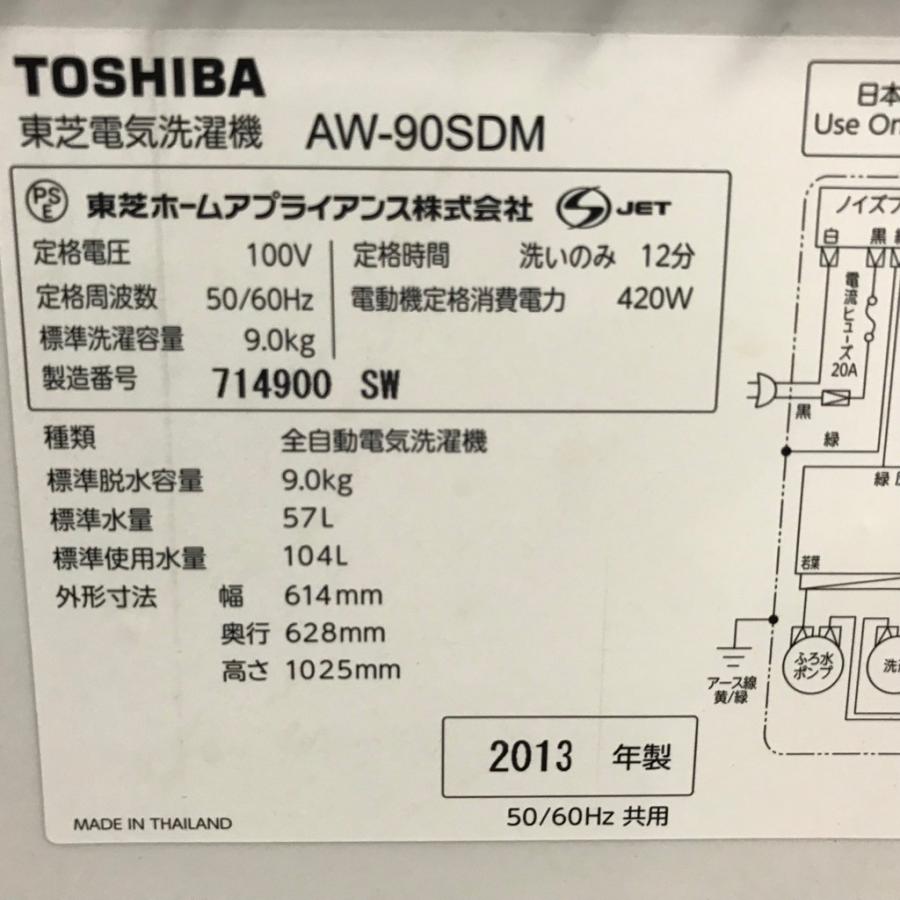 TOSHIBA
東芝電気洗濯機 AW-90SDM
PS E 東芝ホームアプライアンス株式会社 JET
定格電圧 100V
定格周波数 50/60Hz
標準洗濯容量 9.0kg
製造番号 714900 SW
定格時間 洗いのみ 12分
電動機定格消費電力 420W
種類 全自動電気洗濯機
標準脱水容量 9.0kg
標準水量 57L
標準使用水量 104L
外形寸法 幅 614mm
奥行 628mm
高さ 1025mm
2013 年製
50/60Hz 共用
MADE IN THAILAND
日本
Use
ノイズフ
白 黒
電流ヒューズ
20A
黒
緑
緑
若葉
ふろ水
ポンプ
洗
アース線
黄/緑